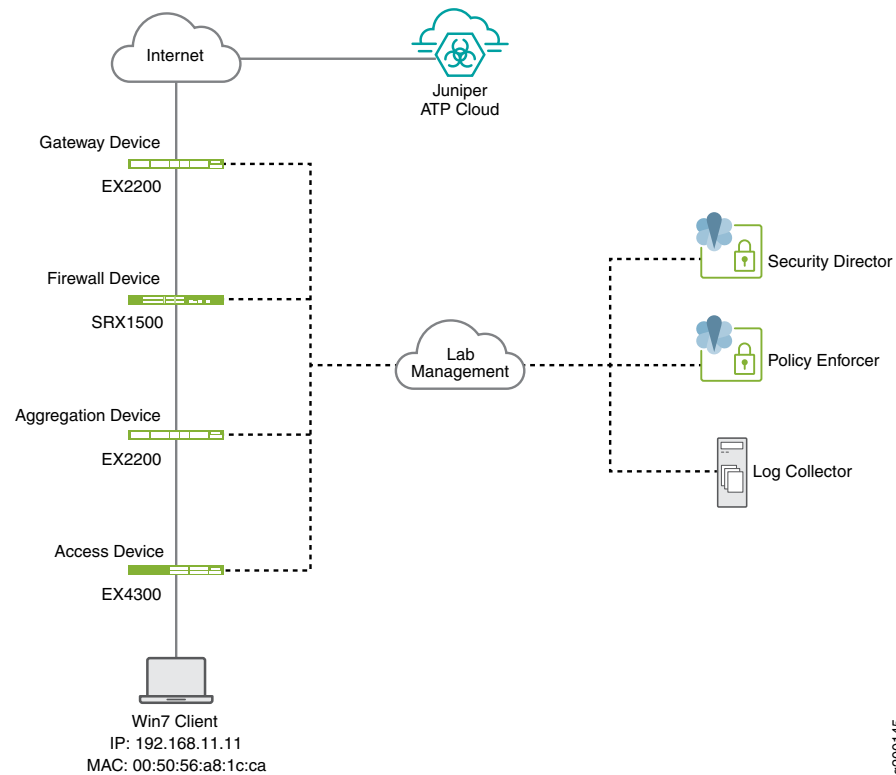 Internet
Juniper
ATP Cloud
Gateway Device
EX2200
Firewall Device
SRX1500
Aggregation Device
EX2200
Access Device
EX4300
Win7 Client
IP: 192.168.11.11
MAC: 00:50:56:a8:1c:ca
Lab
Management
Security Director
Policy Enforcer
Log Collector